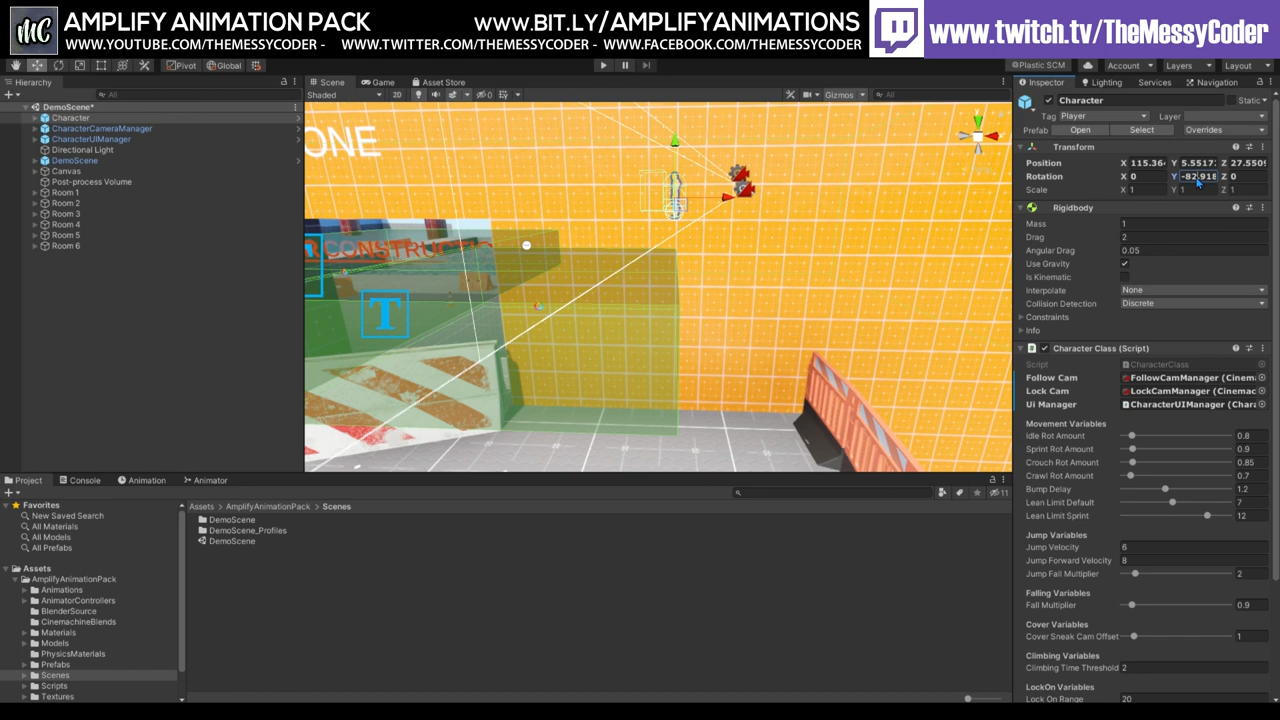 AMPLIFY ANIMATION PACK
WWW.BIT.LY/AMPLIFYANIMATIONS
WWW.YOUTUBE.COM/THEMESSYCODER - WWW.TWITTER.COM/THEMESSYCODER - WWW.FACEBOOK.COM/THEMESSYCODER
www.twitch.tv/TheMessyCoder
Pivot Global
Plastic SCM Account Layers Layout
Hierarchy
All
DemoScene*
Character
CharacterCameraManager
CharacterUIManager
Directional Light
DemoScene
Canvas
Post-process Volume
Room 1
Room 2
Room 3
Room 4
Room 5
Room 6
Scene Game Asset Store
Shaded 2D 0 Gizmos All
ONE
R CONSTRUCTIO
T
Inspector Lighting Services Navigation
Character Static
Tag Player Layer
Prefab Open Select Overrides
Transform
Position X 115.364 Y 5.5517 Z 27.5509
Rotation X 0 Y -82.918 Z 0
Scale X 1 Y 1 Z 1
Rigidbody
Mass 1
Drag 2
Angular Drag 0.05
Use Gravity
Is Kinematic
Interpolate None
Collision Detection Discrete
Constraints
Info
Character Class (Script)
Script CharacterClass
Follow Cam FollowCamManager (Cinema
Lock Cam LockCamManager (Cinemac
Ui Manager CharacterUIManager (Chara
Movement Variables
Idle Rot Amount 0.8
Sprint Rot Amount 0.9
Crouch Rot Amount 0.85
Crawl Rot Amount 0.7
Bump Delay 1.2
Lean Limit Default 7
Lean Limit Sprint 12
Jump Variables
Jump Velocity 6
Jump Forward Velocity 8
Jump Fall Multiplier 2
Falling Variables
Fall Multiplier 0.9
Cover Variables
Cover Sneak Cam Offset 1
Climbing Variables
Climbing Time Threshold 2
LockOn Variables
Lock On Range 20
Project Console Animation Animator
11
Favorites
New Saved Search
All Materials
All Models
All Prefabs
Assets
AmplifyAnimationPack
Animations
AnimatorControllers
BlenderSource
CinemachineBlends
Materials
Models
PhysicsMaterials
Prefabs
Scenes
Scripts
Textures
Assets AmplifyAnimationPack Scenes
DemoScene
DemoScene_Profiles
DemoScene